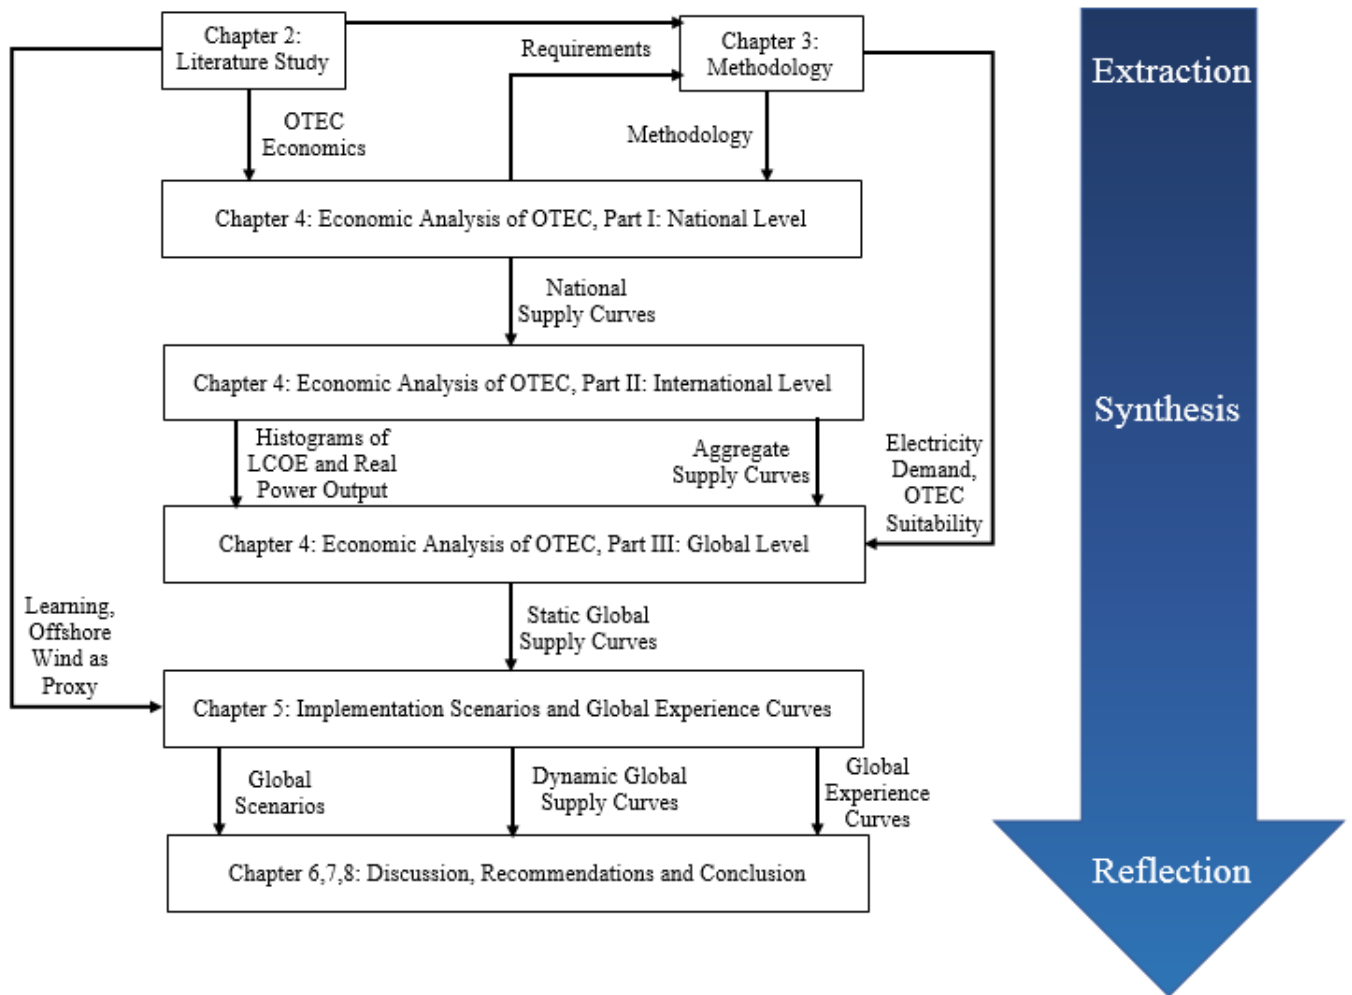 Chapter 2:
Literature Study
Requirements
Chapter 3:
Methodology
Extraction
OTEC
Economics
Methodology
Chapter 4: Economic Analysis of OTEC, Part I: National Level
National
Supply Curves
Chapter 4: Economic Analysis of OTEC, Part II: International Level
Synthesis
Histograms of
LCOE and Real
Power Output
Aggregate
Supply Curves
Electricity
Demand,
OTEC
Suitability
Chapter 4: Economic Analysis of OTEC, Part III: Global Level
Learning,
Offshore
Wind as
Proxy
Static Global
Supply Curves
Chapter 5: Implementation Scenarios and Global Experience Curves
Global
Scenarios
Dynamic Global
Supply Curves
Global
Experience
Curves
Chapter 6,7,8: Discussion, Recommendations and Conclusion
Reflection